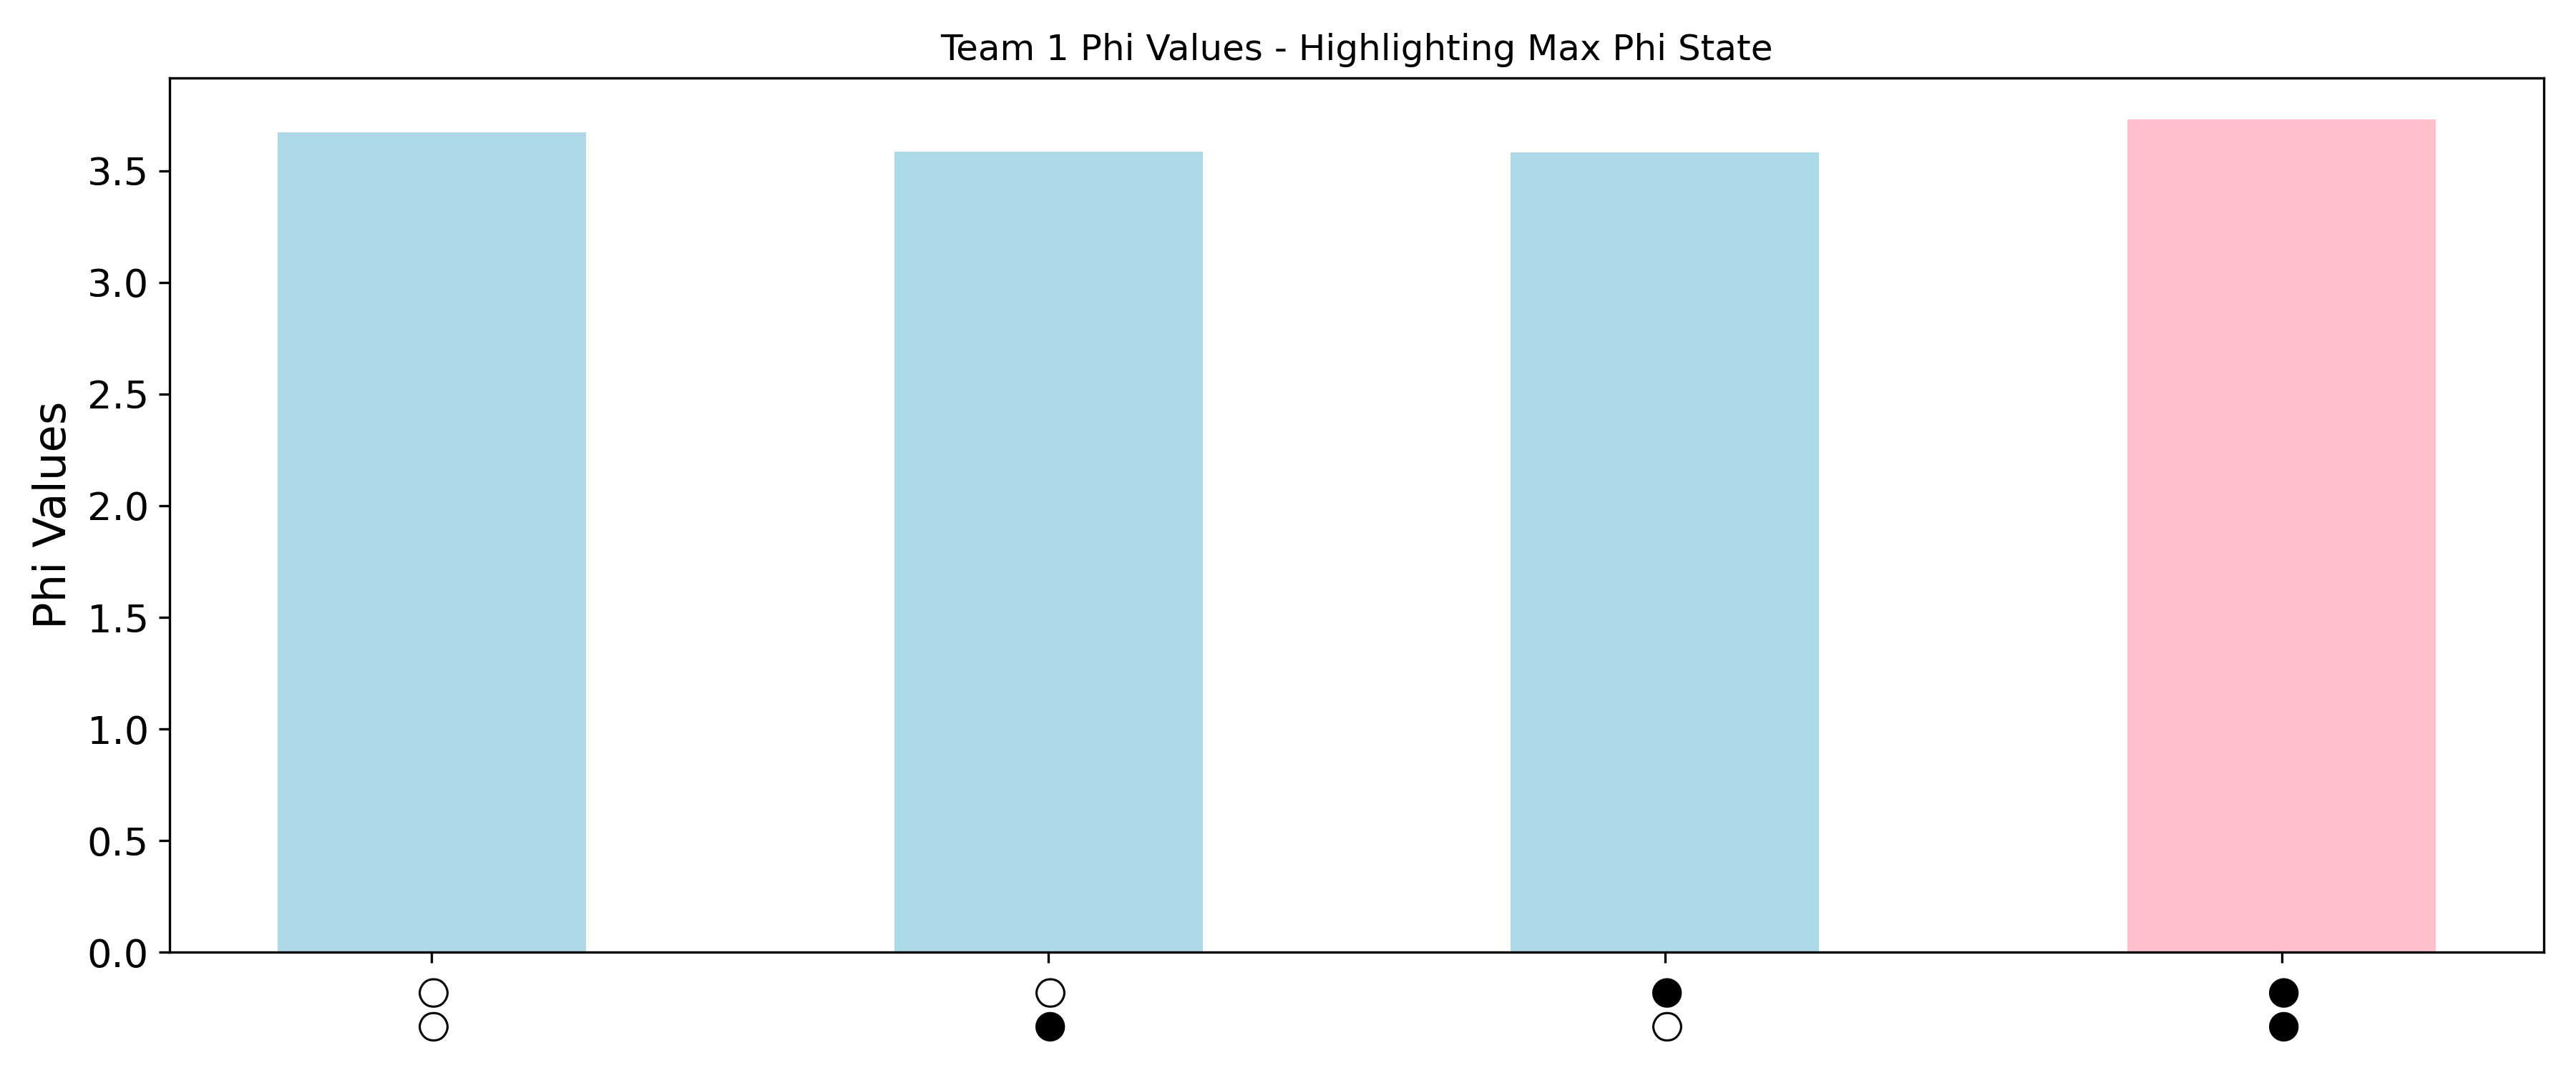 Team 1 Phi Values - Highlighting Max Phi State
Phi Values
3.5
3.0
2.5
2.0
1.5
1.0
0.5
0.0
○ ○ ● ●
○ ● ○ ●